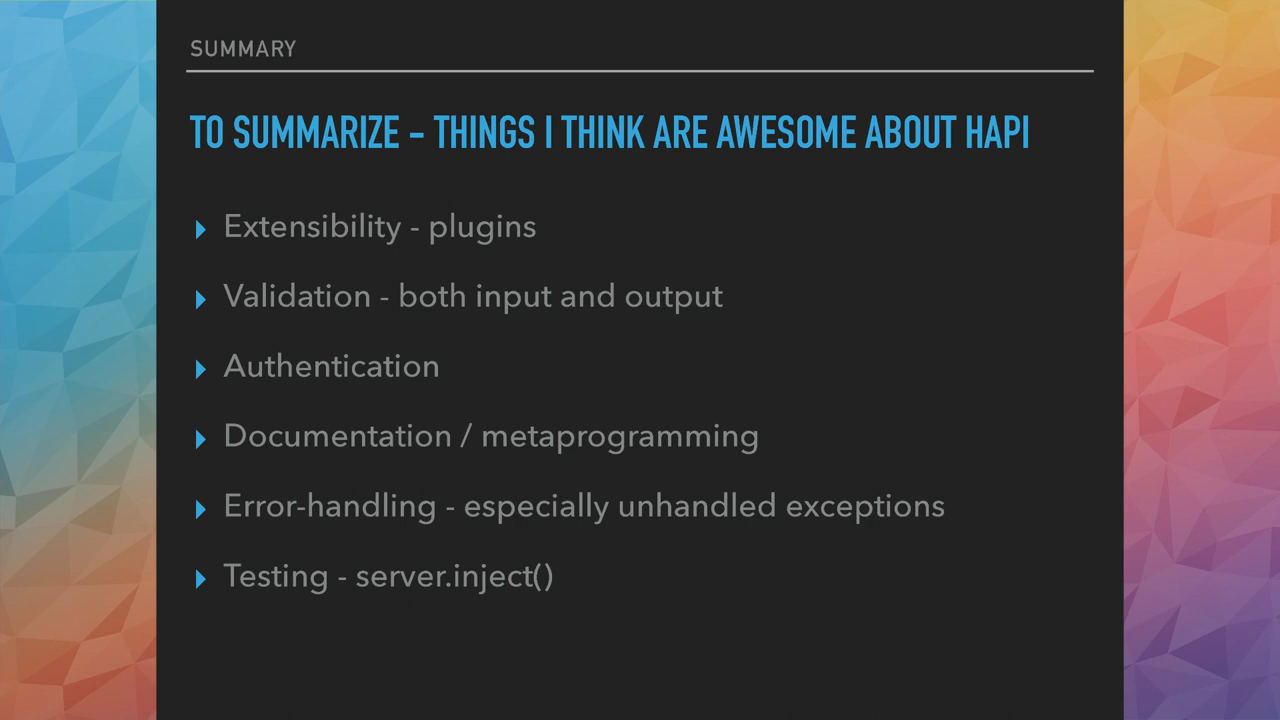 SUMMARY
TO SUMMARIZE - THINGS I THINK ARE AWESOME ABOUT HAPI
Extensibility - plugins
Validation - both input and output
Authentication
Documentation / metaprogramming
Error-handling - especially unhandled exceptions
Testing - server.inject()